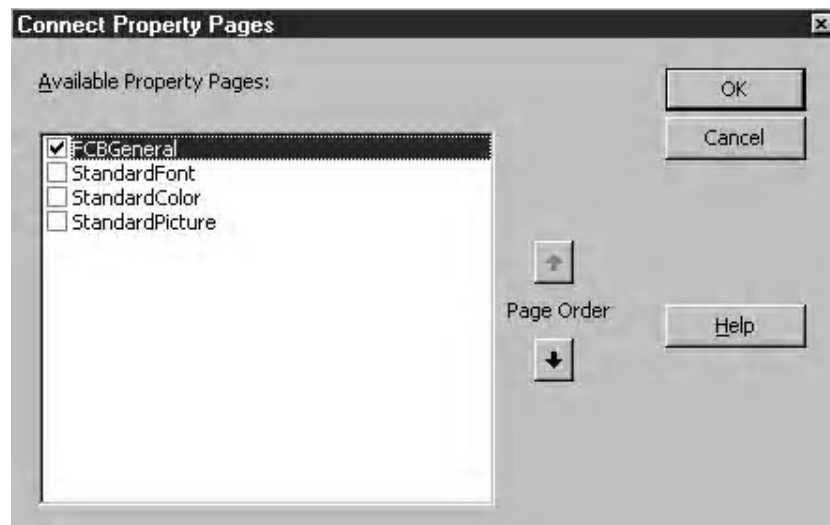 Connect Property Pages
Available Property Pages:
OK
Cancel
FCBGeneral
StandardFont
StandardColor
StandardPicture
Page Order
Help